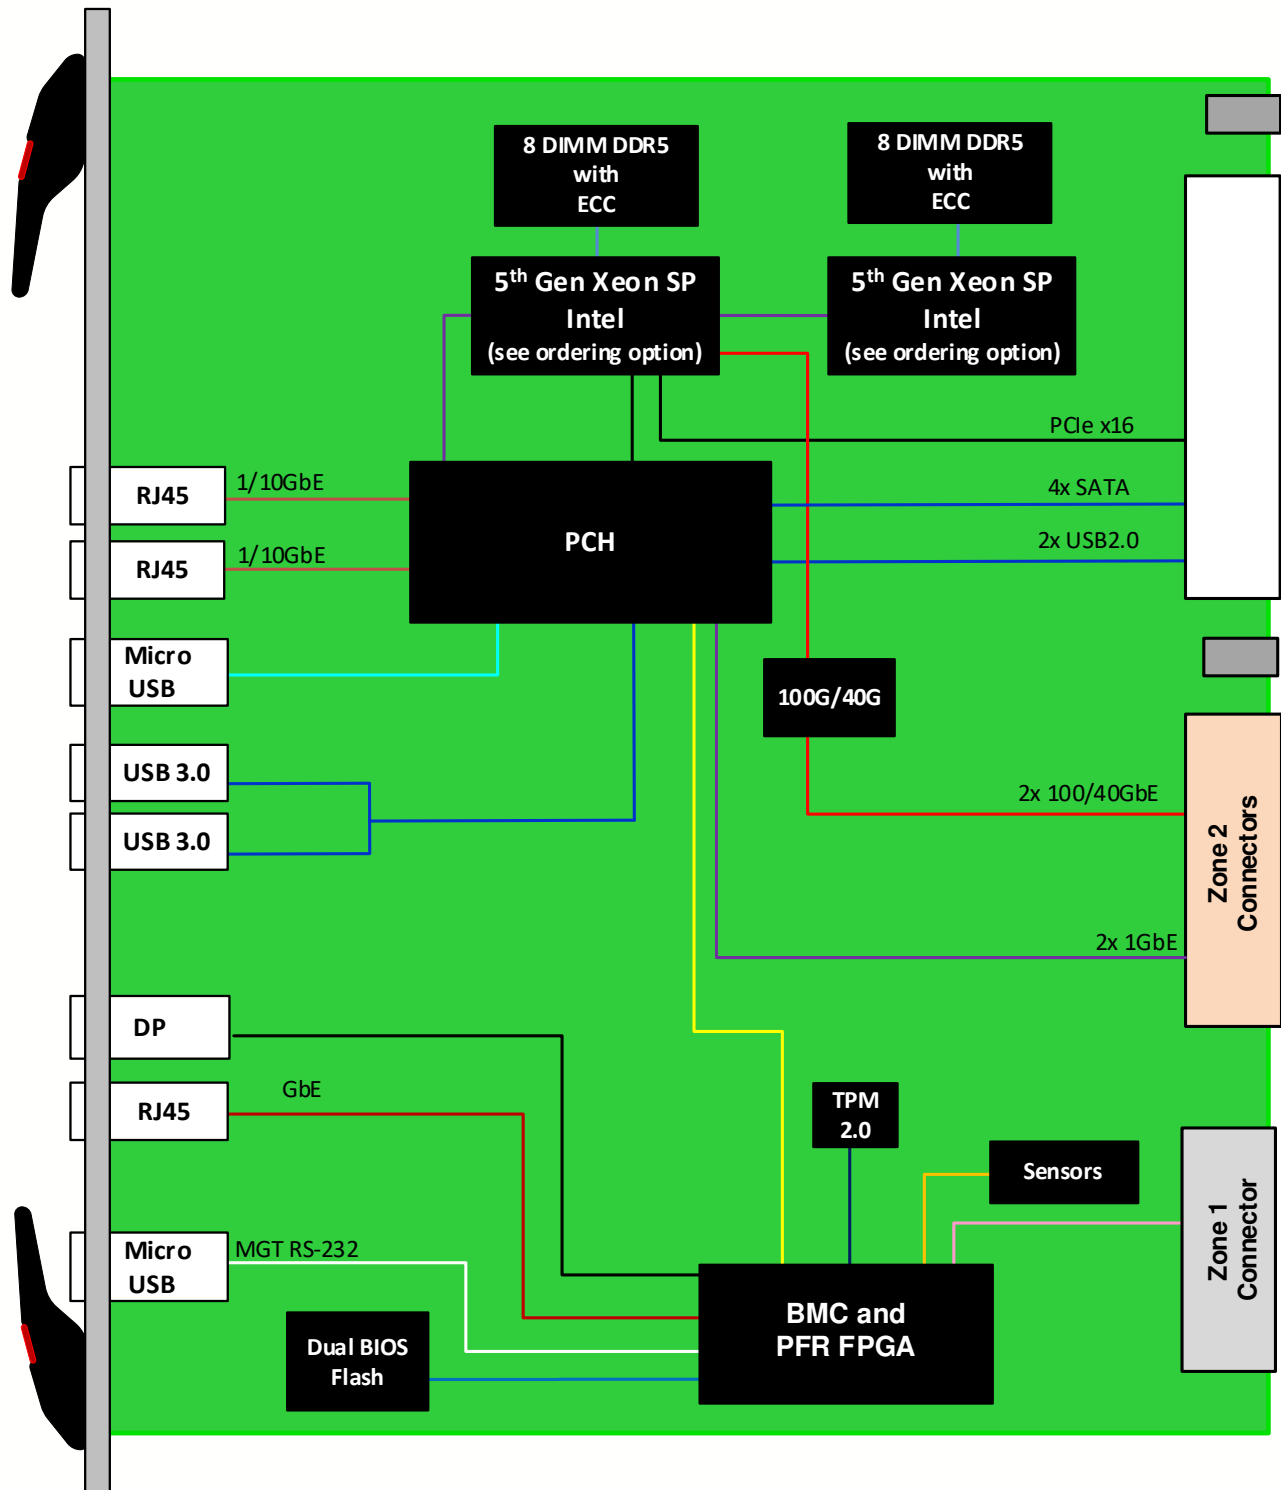 8 DIMM DDR5
with
ECC
8 DIMM DDR5
with
ECC
5th Gen Xeon SP
Intel
(see ordering option)
5th Gen Xeon SP
Intel
(see ordering option)
PCIe x16
RJ45
1/10GbE
4x SATA
PCH
2x USB2.0
RJ45
1/10GbE
Micro
USB
100G/40G
USB 3.0
2x 100/40GbE
USB 3.0
Zone 2
Connectors
2x 1GbE
DP
RJ45
GbE
TPM
2.0
Sensors
Zone 1
Connector
Micro
USB
MGT RS-232
BMC and
PFR FPGA
Dual BIOS
Flash